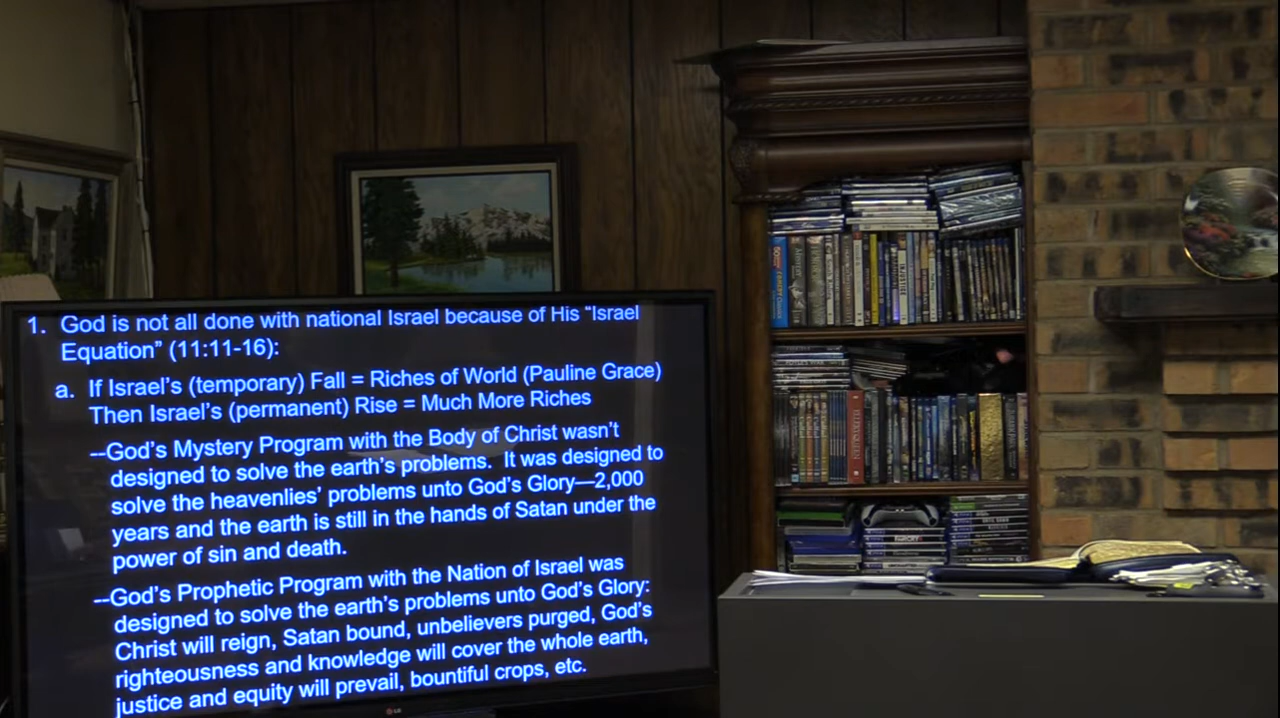 1. God is not all done with national Israel because of His “Israel
Equation” (11:11-16):
a. If Israel’s (temporary) Fall = Riches of World (Pauline Grace)
Then Israel’s (permanent) Rise = Much More Riches
--God’s Mystery Program with the Body of Christ wasn’t
designed to solve the earth’s problems. It was designed to
solve the heavenlies’ problems unto God’s Glory—2,000
years and the earth is still in the hands of Satan under the
power of sin and death.
--God’s Prophetic Program with the Nation of Israel was
designed to solve the earth’s problems unto God’s Glory:
Christ will reign, Satan bound, unbelievers purged, God’s
righteousness and knowledge will cover the whole earth,
justice and equity will prevail, bountiful crops, etc.
LG
ELLERY QUEEN
FARCRY